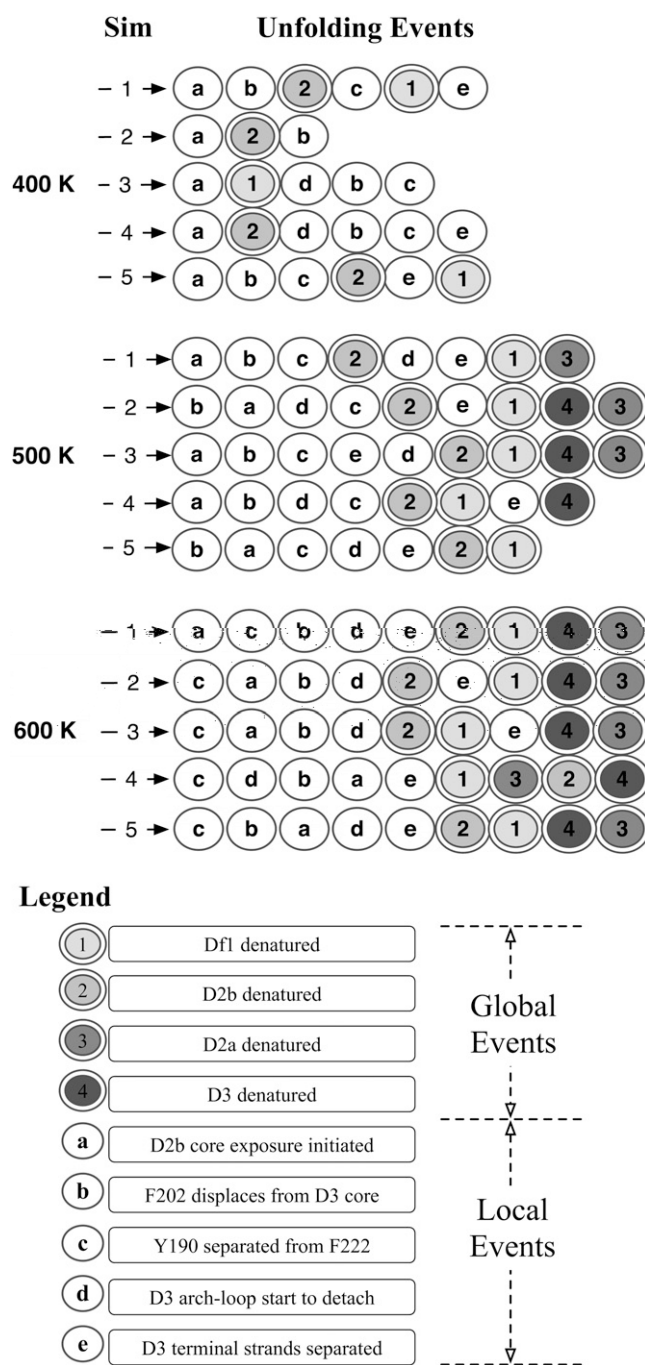 Sim Unfolding Events
1 a b 2 c 1 e
2 a 2 b
400 K 3 a 1 d b c
4 a 2 d b c e
5 a b c 2 e 1
1 a b c 2 d e 1 3
2 b a d c 2 e 1 4 3
500 K 3 a b c e d 2 1 4 3
4 a b d c 2 1 e 4
5 b a c d e 2 1
1 a c b d e 2 1 4 3
2 c a b d 2 e 1 4 3
600 K 3 c a b d 2 1 e 4 3
4 c d b a e 1 3 2 4
5 c b a d e 2 1 4 3
Legend
1 Df1 denatured
2 D2b denatured
3 D2a denatured
4 D3 denatured
Global
Events
a D2b core exposure initiated
b F202 displaces from D3 core
c Y190 separated from F222
d D3 arch-loop start to detach
e D3 terminal strands separated
Local
Events